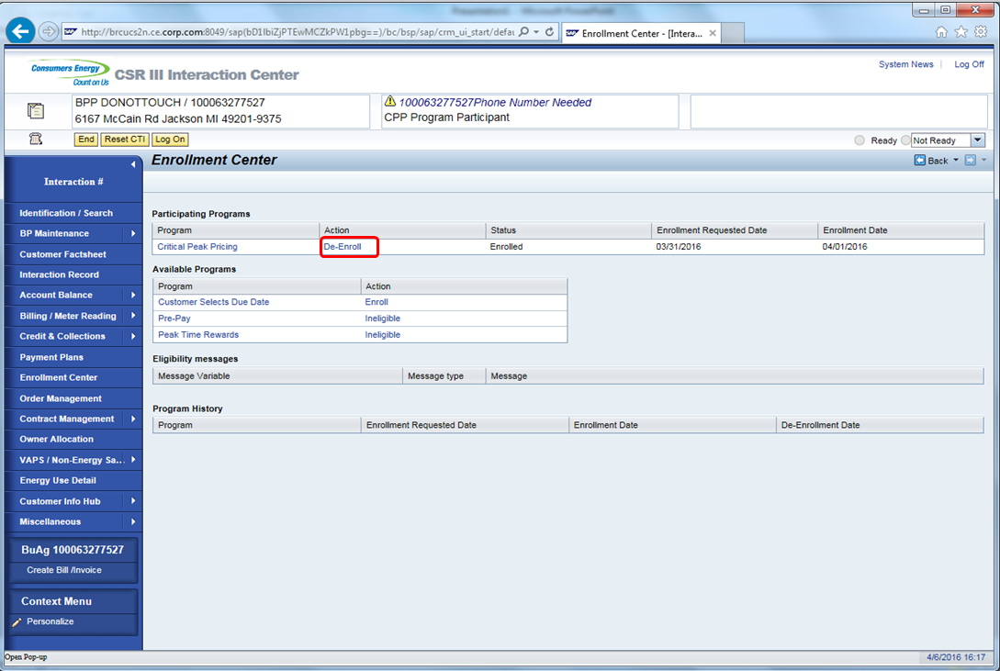 Presentation1 - Microsoft PowerPoint
http://brcucs2n.ce.corp.com:8049/sap(bD1lbiZjPTEwMCZkPW1pbg==)/bc/bsp/sap/crm_ui_start/defau
SAP Enrollment Center - [Intera...
Consumers Energy
Count on Us
CSR III Interaction Center
System News | Log Off
BPP DONOTTOUCH / 100063277527
6167 McCain Rd Jackson MI 49201-9375
100063277527Phone Number Needed
CPP Program Participant
End Reset CTI Log On
Ready Not Ready
Interaction #
Enrollment Center
Back
Identification / Search
BP Maintenance
Customer Factsheet
Interaction Record
Account Balance
Billing / Meter Reading
Credit & Collections
Payment Plans
Enrollment Center
Order Management
Contract Management
Owner Allocation
VAPS / Non-Energy Sa...
Energy Use Detail
Customer Info Hub
Miscellaneous
BuAg 100063277527
Create Bill /Invoice
Context Menu
Personalize
Participating Programs
Program Action Status Enrollment Requested Date Enrollment Date
Critical Peak Pricing De-Enroll Enrolled 03/31/2016 04/01/2016
Available Programs
Program Action
Customer Selects Due Date Enroll
Pre-Pay Ineligible
Peak Time Rewards Ineligible
Eligibility messages
Message Variable Message type Message
Program History
Program Enrollment Requested Date Enrollment Date De-Enrollment Date
Open Pop-up
4/6/2016 16:17